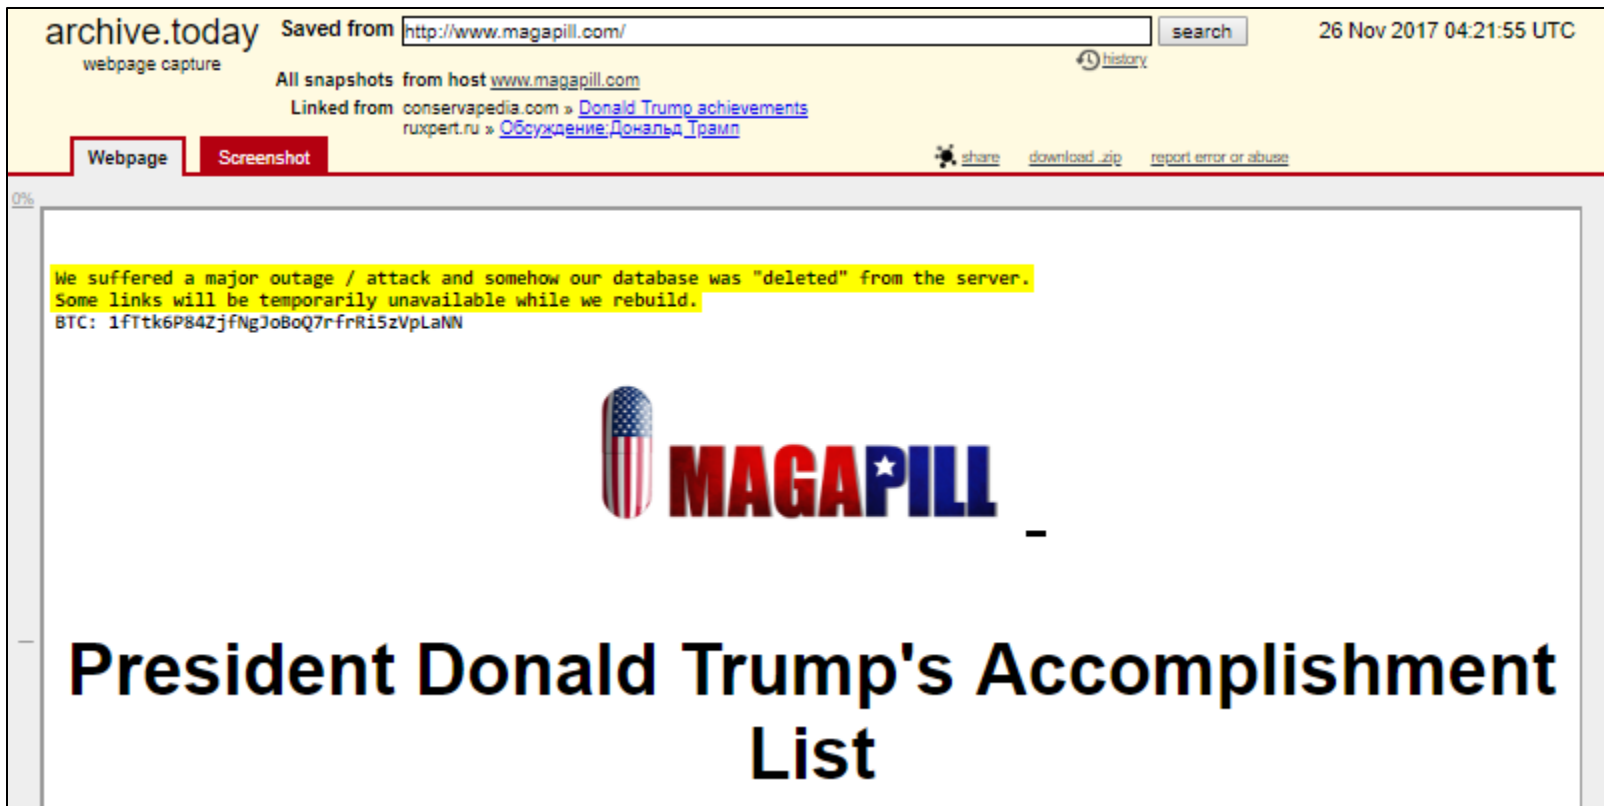 archive.today
webpage capture
Saved from http://www.magapill.com/ search 26 Nov 2017 04:21:55 UTC
history
All snapshots from host www.magapill.com
Linked from conservapedia.com » Donald Trump achievements
ruxpert.ru » Обсуждение:Дональд Трамп
Webpage Screenshot share download .zip report error or abuse
0%
We suffered a major outage / attack and somehow our database was "deleted" from the server.
Some links will be temporarily unavailable while we rebuild.
BTC: 1fTtk6P84ZjfNgJoBoQ7rfrRi5zVpLaNN
MAGAPILL -
President Donald Trump's Accomplishment
List